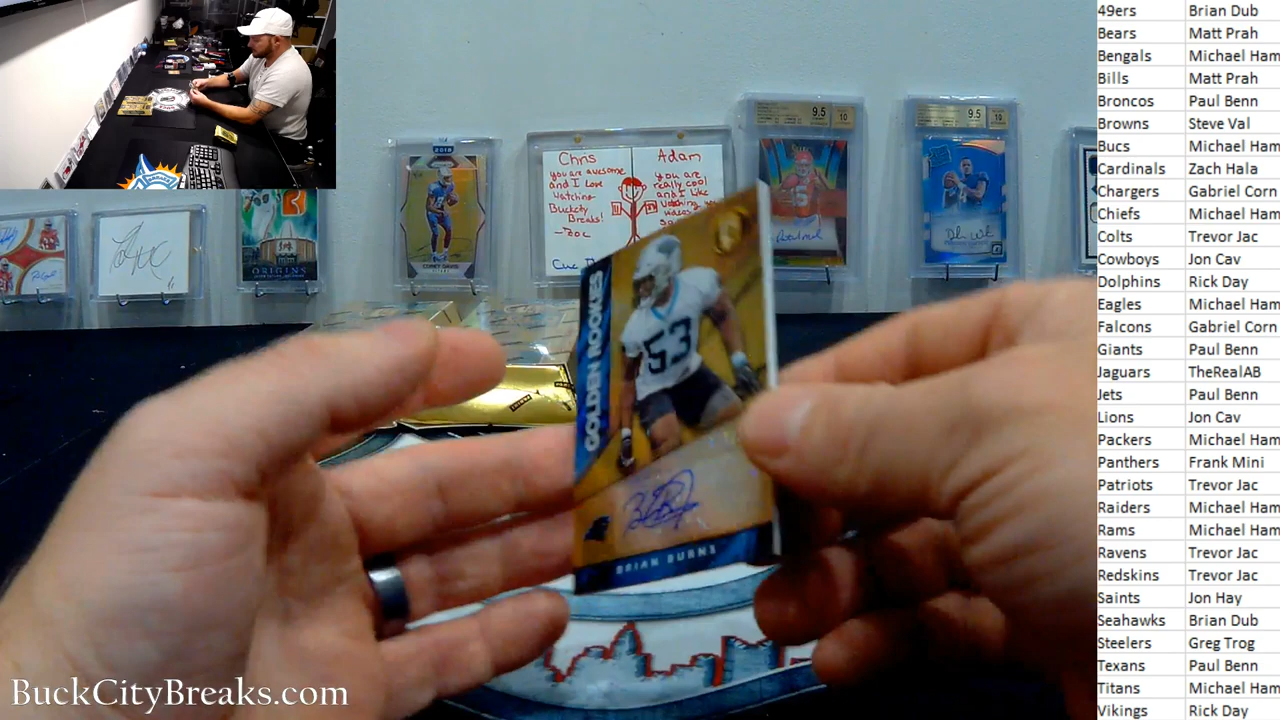 49ers Brian Dub
Bears Matt Prah
Bengals Michael Ham
Bills Matt Prah
Broncos Paul Benn
Browns Steve Val
Bucs Michael Ham
Cardinals Zach Hala
Chargers Gabriel Corn
Chiefs Michael Ham
Colts Trevor Jac
Cowboys Jon Cav
Dolphins Rick Day
Eagles Michael Ham
Falcons Gabriel Corn
Giants Paul Benn
Jaguars TheRealAB
Jets Paul Benn
Lions Jon Cav
Packers Michael Ham
Panthers Frank Mini
Patriots Trevor Jac
Raiders Michael Ham
Rams Michael Ham
Ravens Trevor Jac
Redskins Trevor Jac
Saints Jon Hay
Seahawks Brian Dub
Steelers Greg Trog
Texans Paul Benn
Titans Michael Ham
Vikings Rick Day
9.5
10
9.5
10
2018
COREY DAVIS
ORIGINS
Chris
you are awesome
and I Love
watching
Buckcity
Breaks!
Adam
you are
really cool
and I Like
GOLDEN ROOKIES
53
BRIAN BURNS
BuckCityBreaks.com